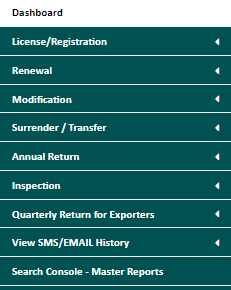 Dashboard
License/Registration
Renewal
Modification
Surrender / Transfer
Annual Return
Inspection
Quarterly Return for Exporters
View SMS/EMAIL History
Search Console - Master Reports